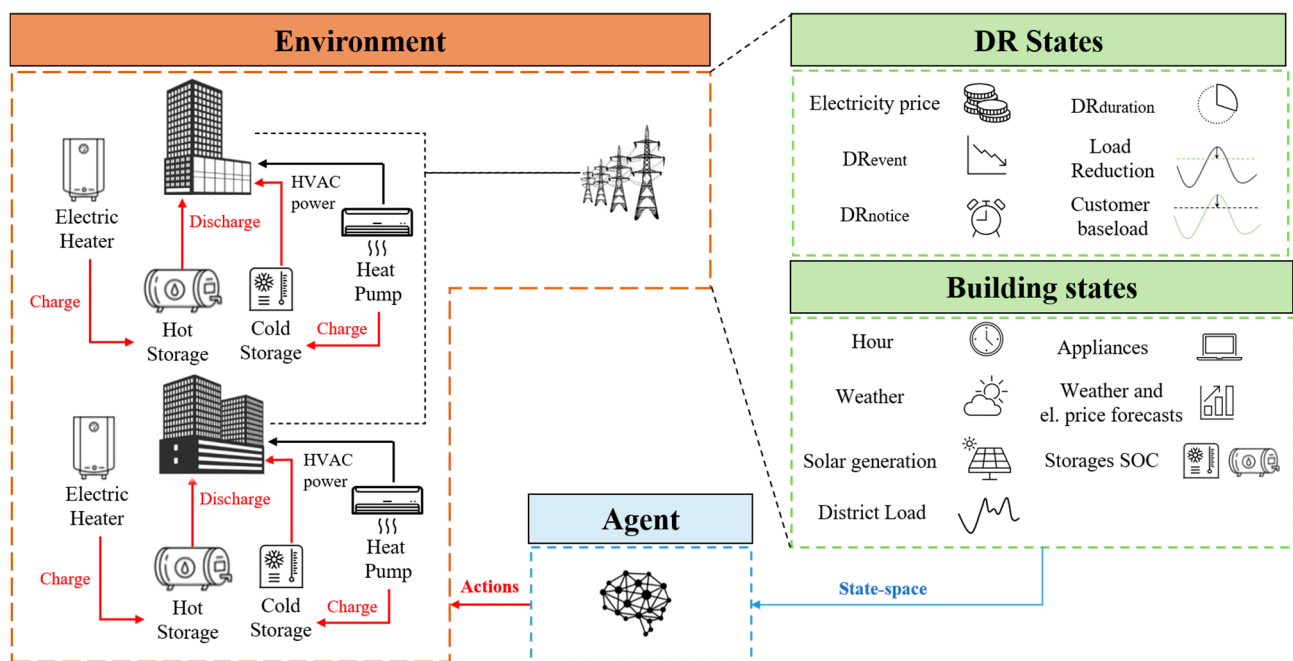 Environment
Electric
Heater
Charge
Discharge
HVAC
power
Hot
Storage
Cold
Storage
Heat
Pump
Charge
Electric
Heater
Charge
Discharge
HVAC
power
Hot
Storage
Cold
Storage
Heat
Pump
Charge
Actions
Agent
State-space
DR States
Electricity price
DRduration
DRevent
Load
Reduction
DRnotice
Customer
baseload
Building states
Hour
Appliances
Weather
Weather and
el. price forecasts
Solar generation
Storages SOC
District Load